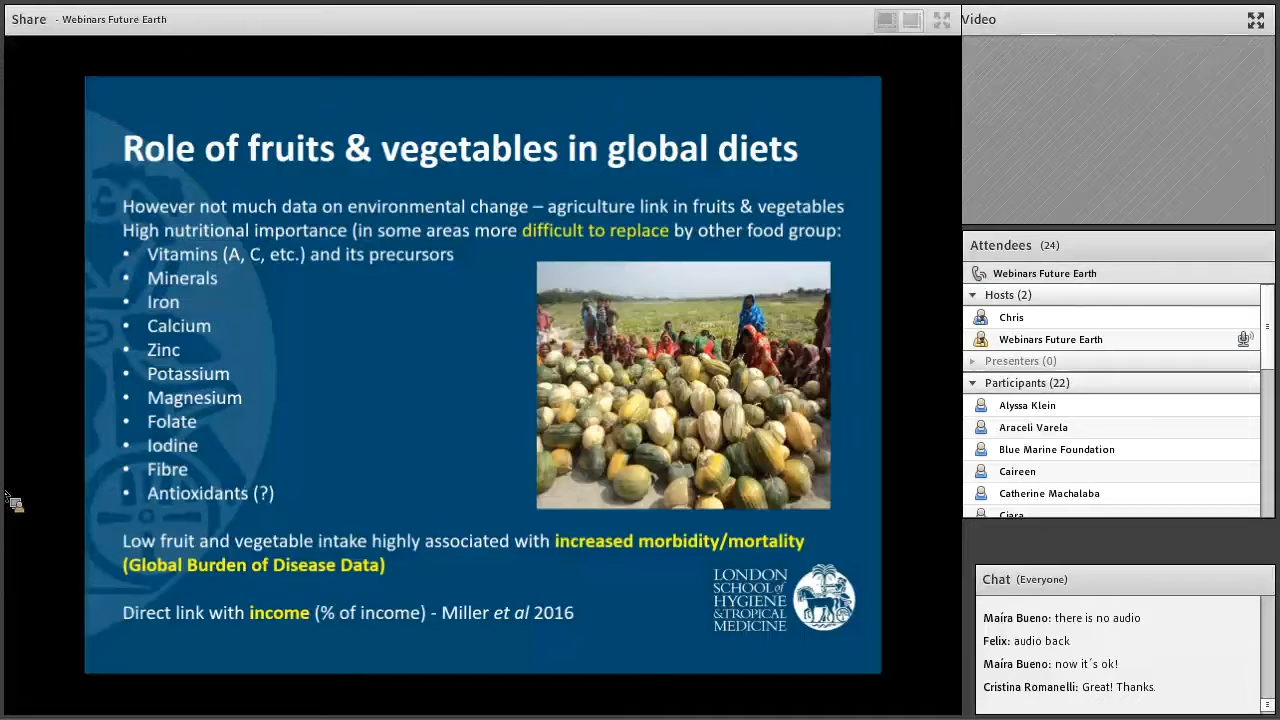 Share - Webinars Future Earth
Role of fruits & vegetables in global diets
However not much data on environmental change – agriculture link in fruits & vegetables
High nutritional importance (in some areas more difficult to replace by other food group:
• Vitamins (A, C, etc.) and its precursors
• Minerals
• Iron
• Calcium
• Zinc
• Potassium
• Magnesium
• Folate
• Iodine
• Fibre
• Antioxidants (?)
Low fruit and vegetable intake highly associated with increased morbidity/mortality
(Global Burden of Disease Data)
Direct link with income (% of income) - Miller et al 2016
LONDON
SCHOOL of
HYGIENE
& TROPICAL
MEDICINE
Video
Attendees (24)
Webinars Future Earth
Hosts (2)
Chris
Webinars Future Earth
Presenters (0)
Participants (22)
Alyssa Klein
Araceli Varela
Blue Marine Foundation
Caireen
Catherine Machalaba
Ciara
Chat (Everyone)
Maíra Bueno: there is no audio
Felix: audio back
Maíra Bueno: now it´s ok!
Cristina Romanelli: Great! Thanks.